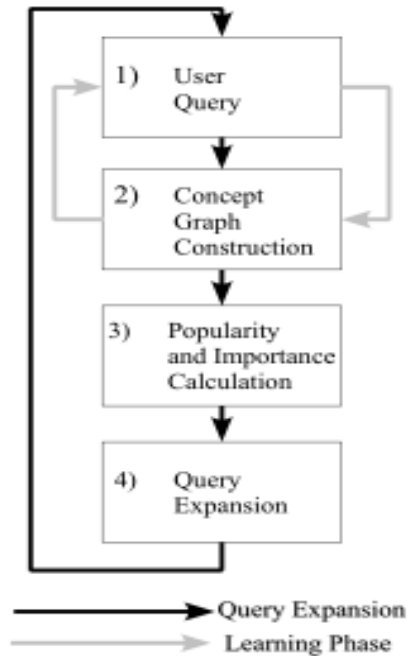 1) User
Query
2) Concept
Graph
Construction
3) Popularity
and Importance
Calculation
4) Query
Expansion
Query Expansion
Learning Phase